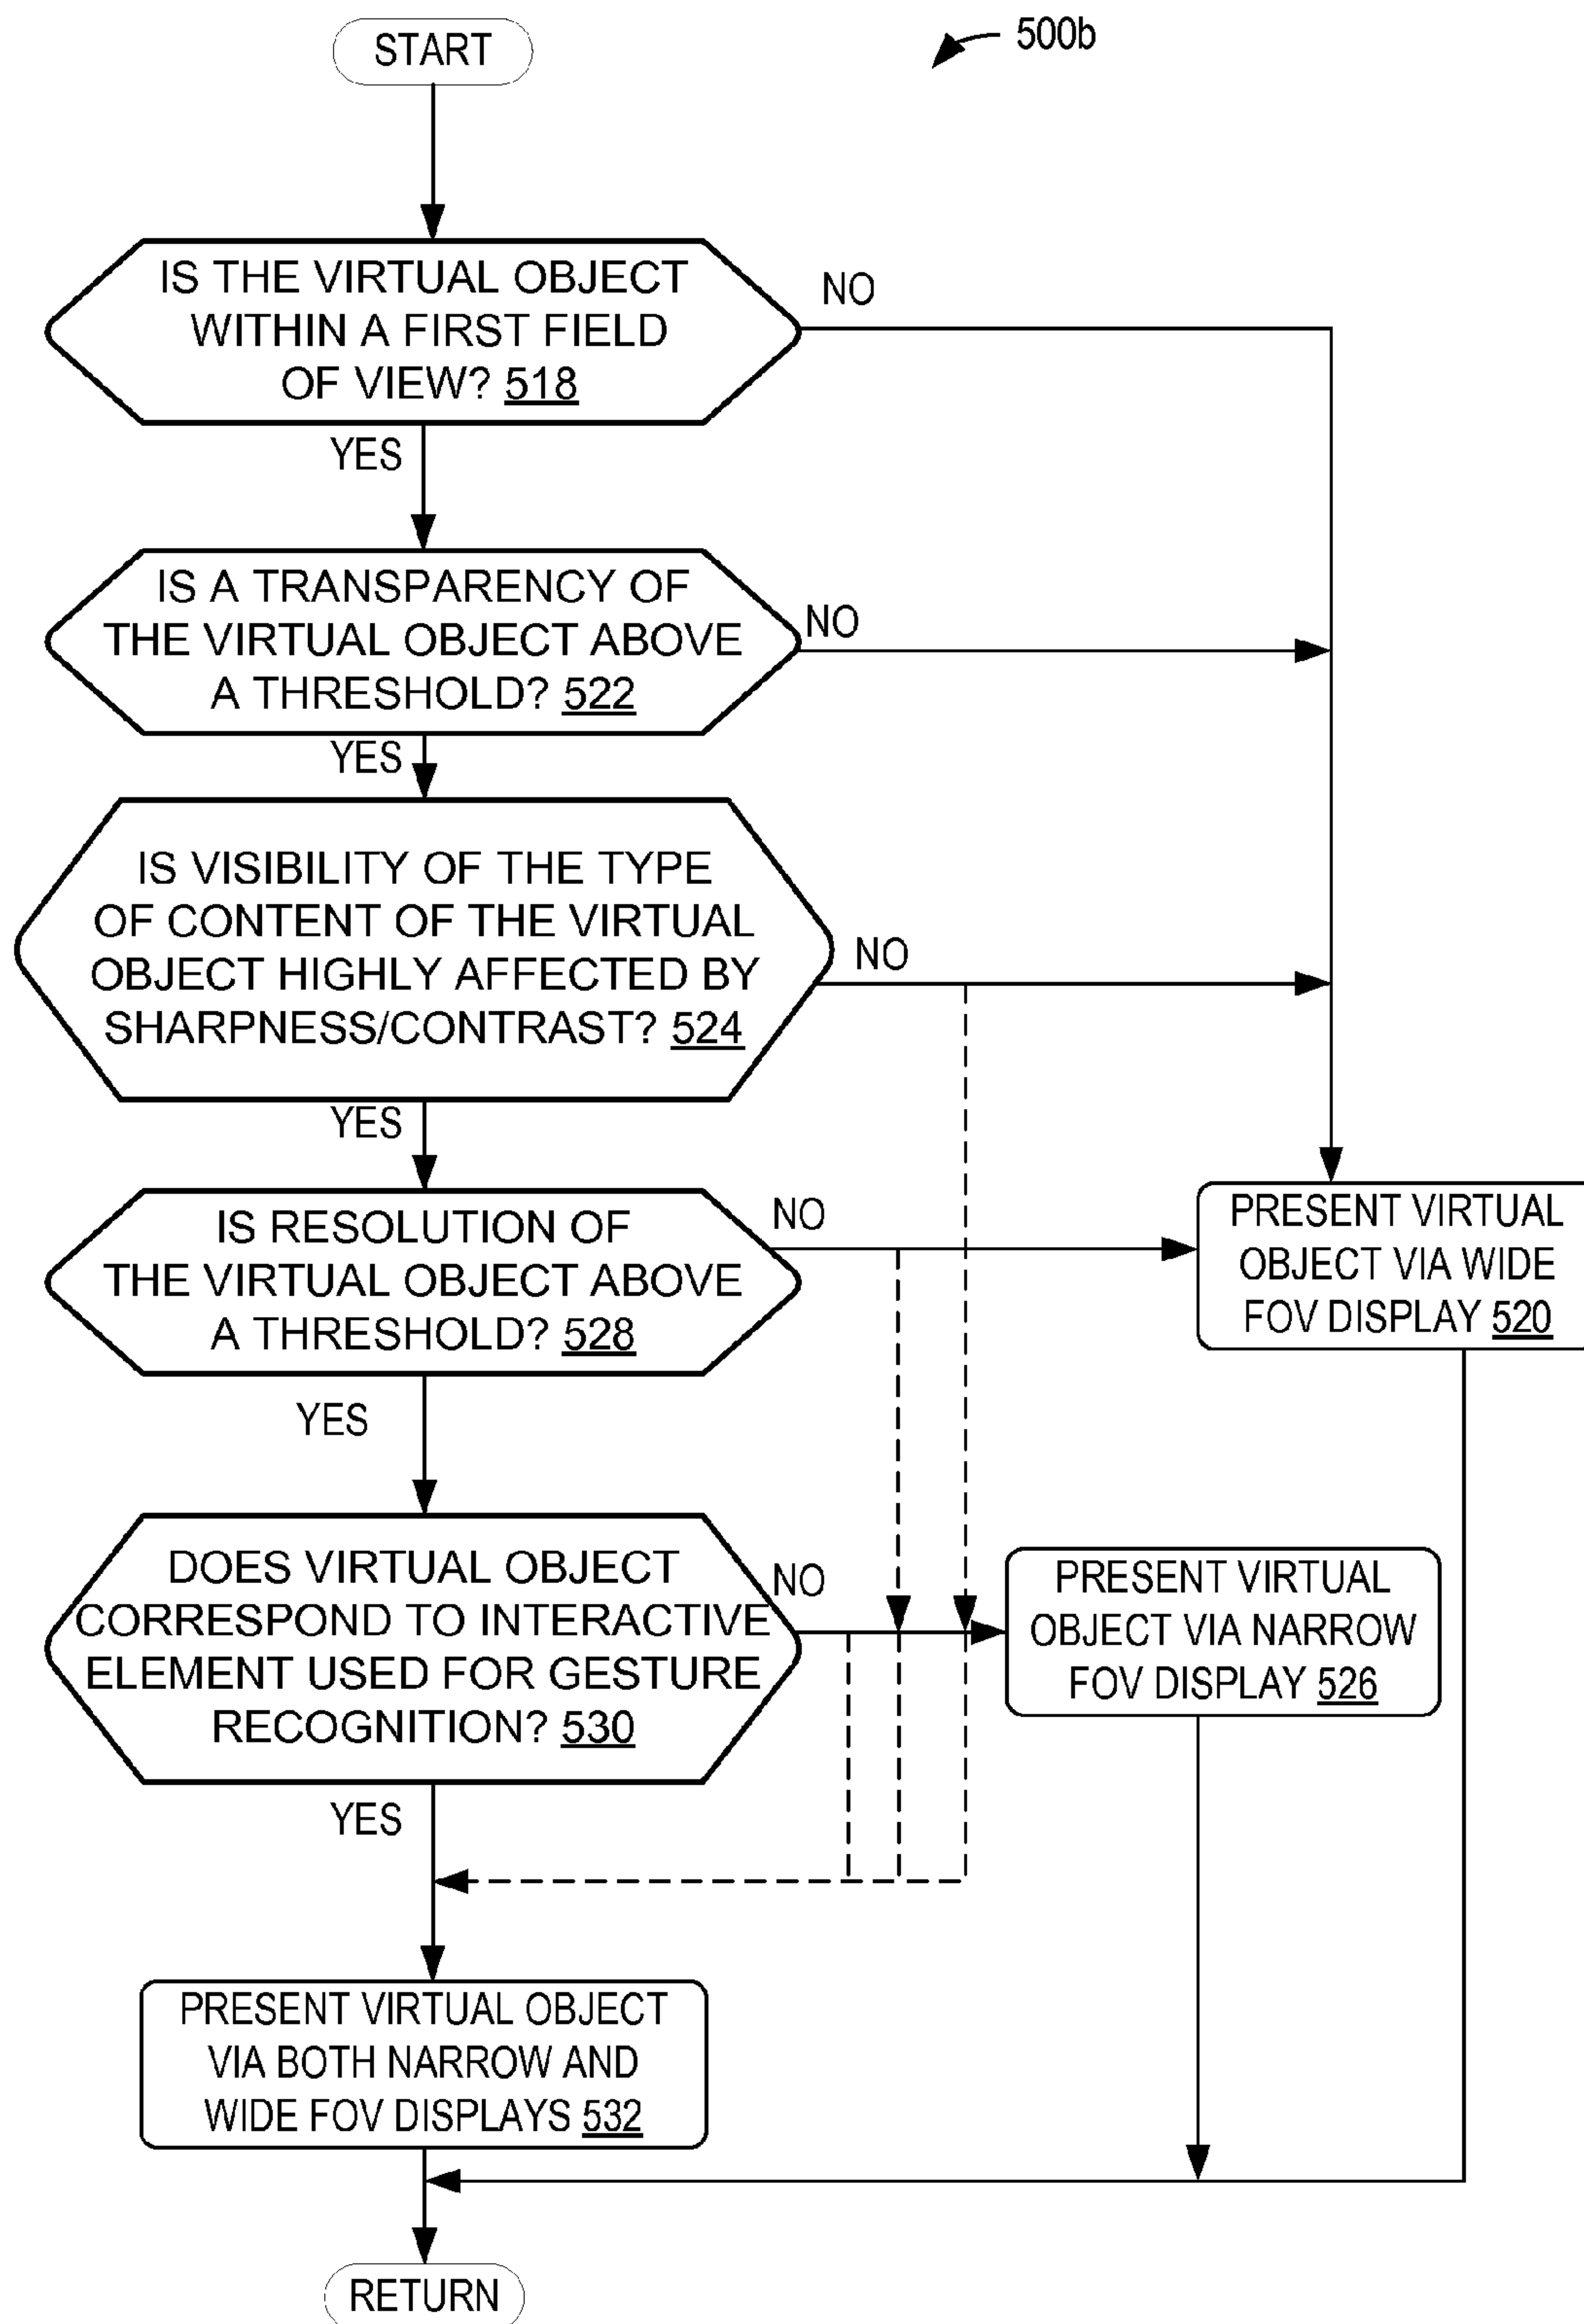 START
500b
IS THE VIRTUAL OBJECT
WITHIN A FIRST FIELD
OF VIEW? 518
NO
YES
IS A TRANSPARENCY OF
THE VIRTUAL OBJECT ABOVE
A THRESHOLD? 522
NO
YES
IS VISIBILITY OF THE TYPE
OF CONTENT OF THE VIRTUAL
OBJECT HIGHLY AFFECTED BY
SHARPNESS/CONTRAST? 524
NO
YES
IS RESOLUTION OF
THE VIRTUAL OBJECT ABOVE
A THRESHOLD? 528
NO
PRESENT VIRTUAL
OBJECT VIA WIDE
FOV DISPLAY 520
YES
DOES VIRTUAL OBJECT
CORRESPOND TO INTERACTIVE
ELEMENT USED FOR GESTURE
RECOGNITION? 530
NO
PRESENT VIRTUAL
OBJECT VIA NARROW
FOV DISPLAY 526
YES
PRESENT VIRTUAL OBJECT
VIA BOTH NARROW AND
WIDE FOV DISPLAYS 532
RETURN